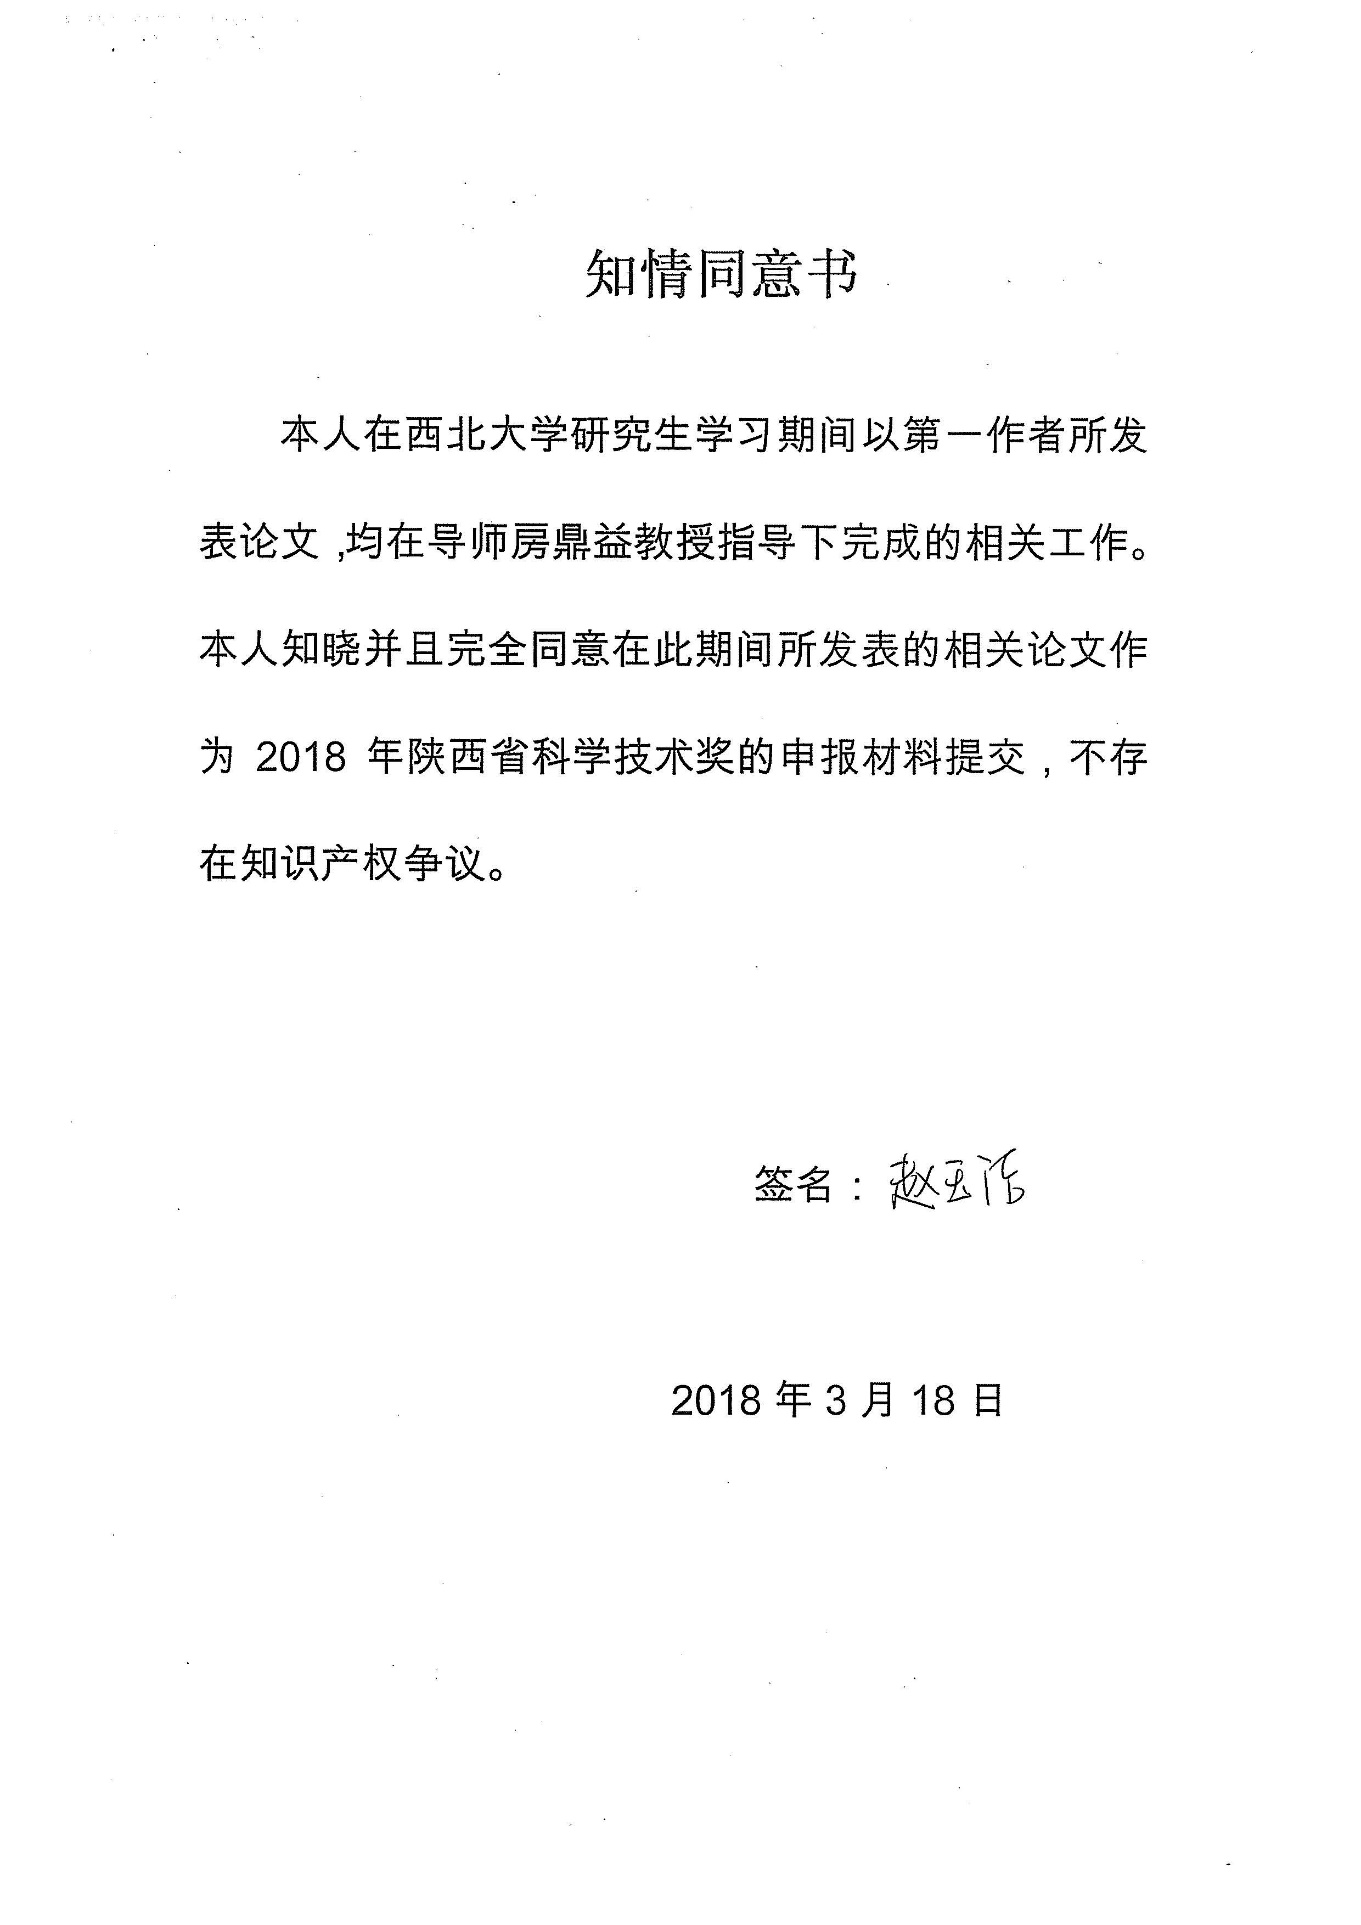 知情同意书
本人在西北大学研究生学习期间以第一作者所发
表论文,均在导师房鼎益教授指导下完成的相关工作。
本人知晓并且完全同意在此期间所发表的相关论文作
为 2018 年陕西省科学技术奖的申报材料提交，不存
在知识产权争议。
签名：赵玉洁
2018 年 3 月 18 日